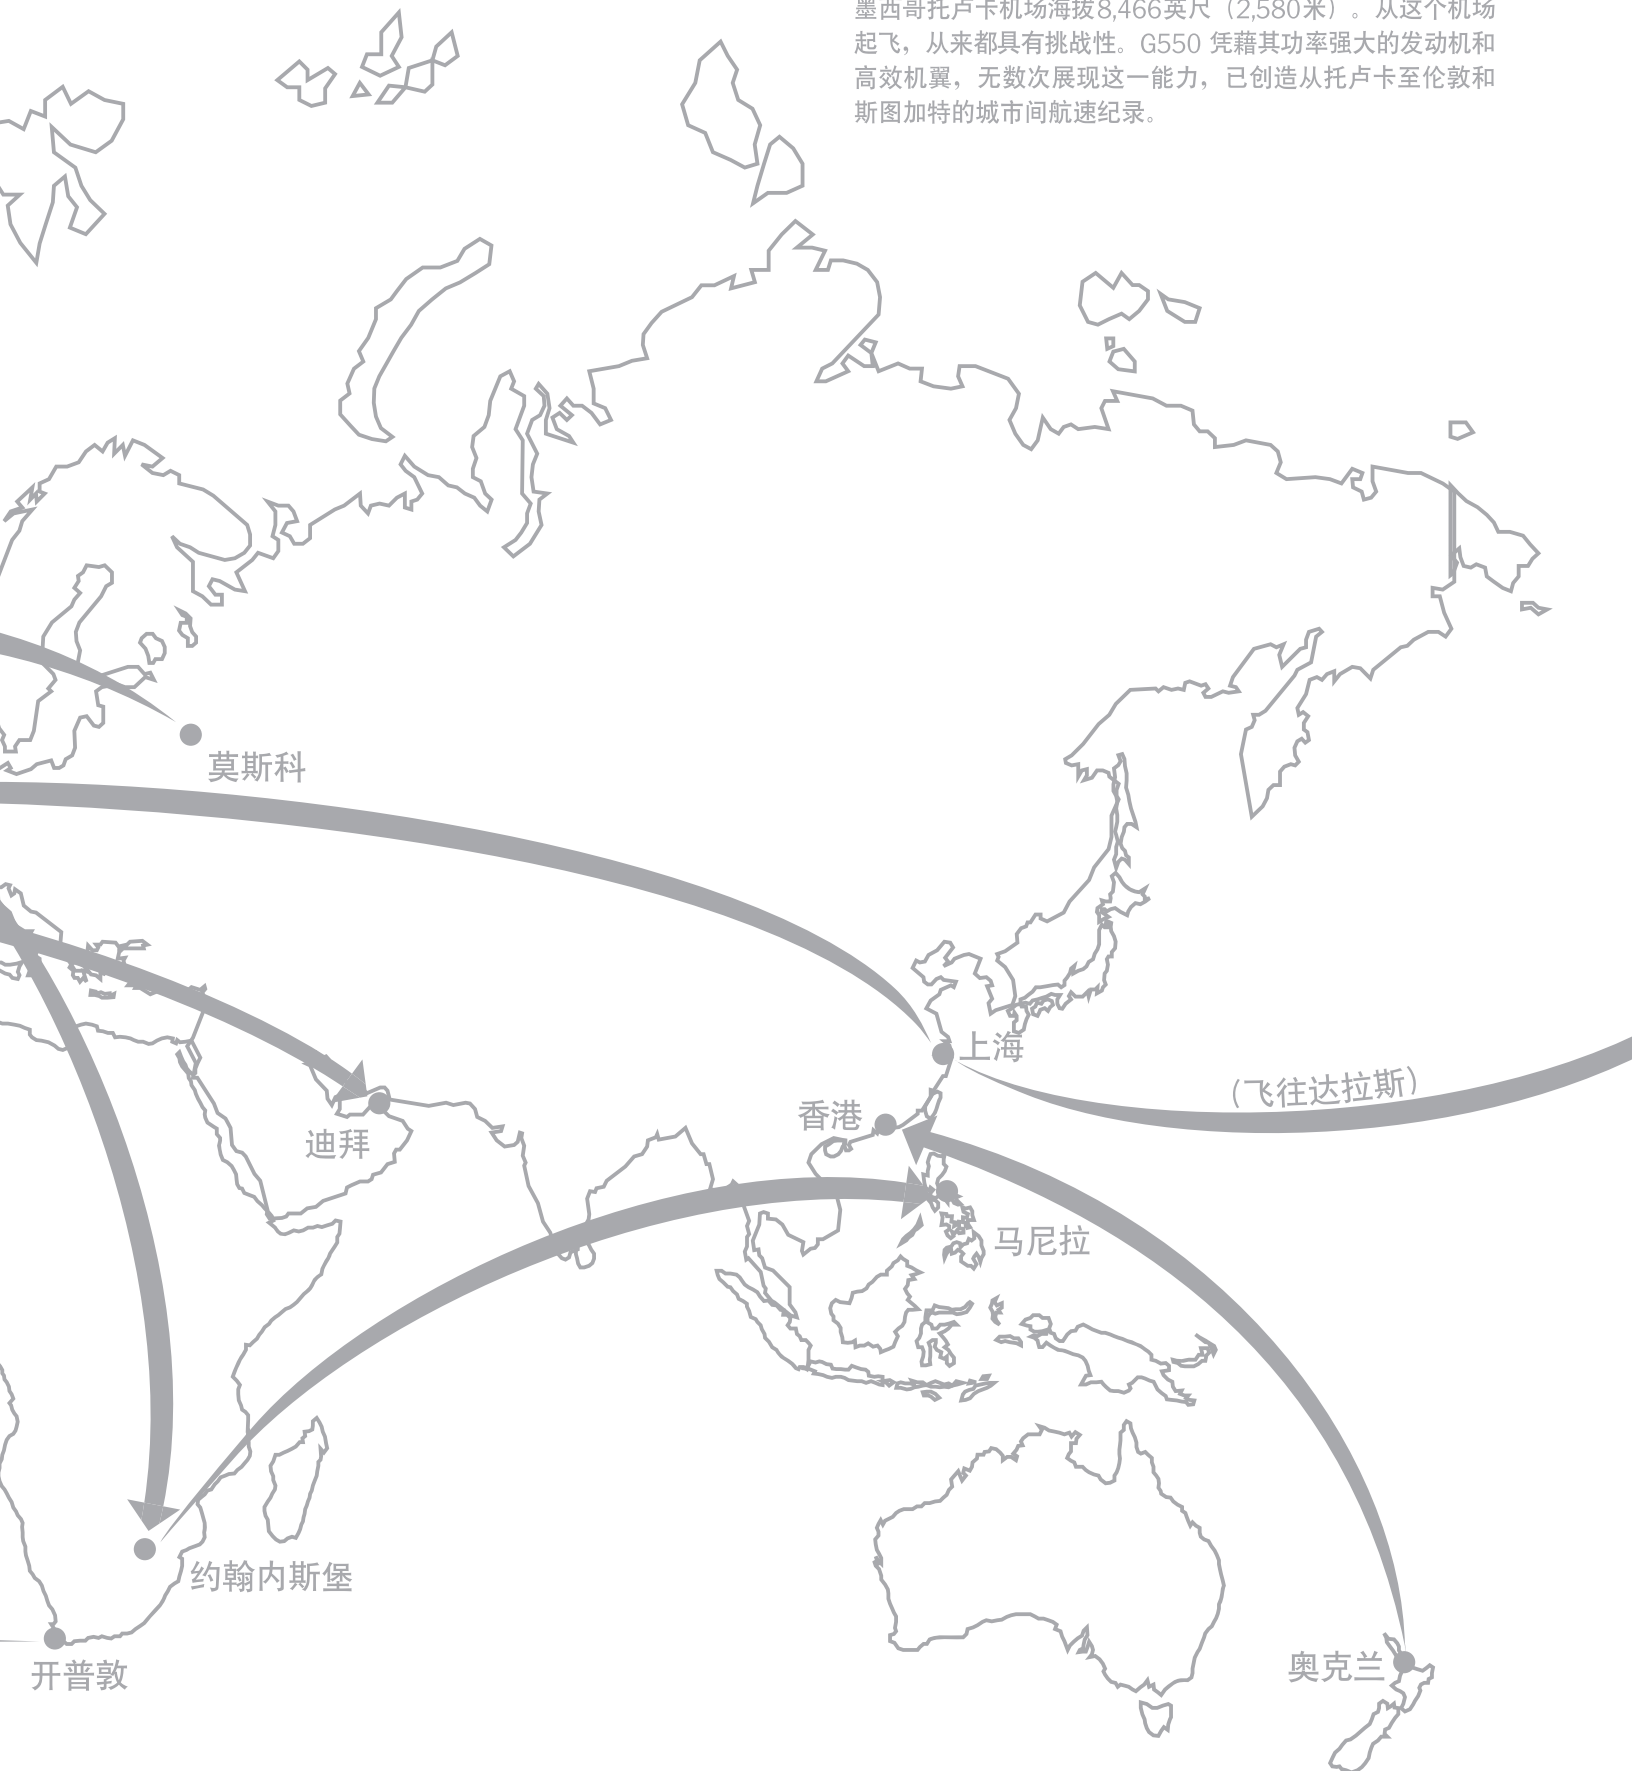 墨西哥托卢卡机场海拔8,466英尺（2,580米）。从这个机场
起飞，从来都具有挑战性。G550 凭藉其功率强大的发动机和
高效机翼，无数次展现这一能力，已创造从托卢卡至伦敦和
斯图加特的城市间航速纪录。
莫斯科
上海
（飞往达拉斯）
香港
迪拜
马尼拉
约翰内斯堡
开普敦
奥克兰